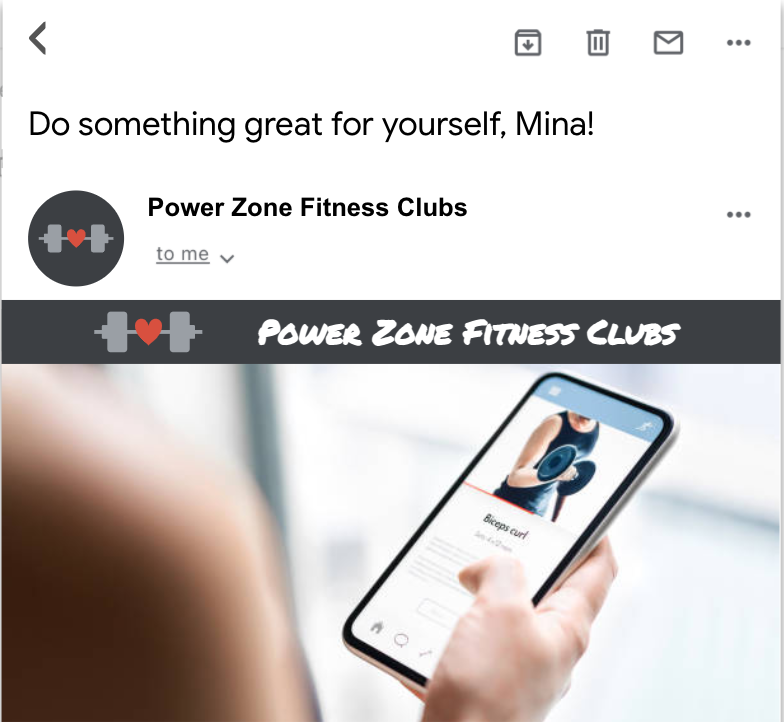 Do something great for yourself, Mina!
Power Zone Fitness Clubs
to me
Power Zone Fitness Clubs
Biceps curl